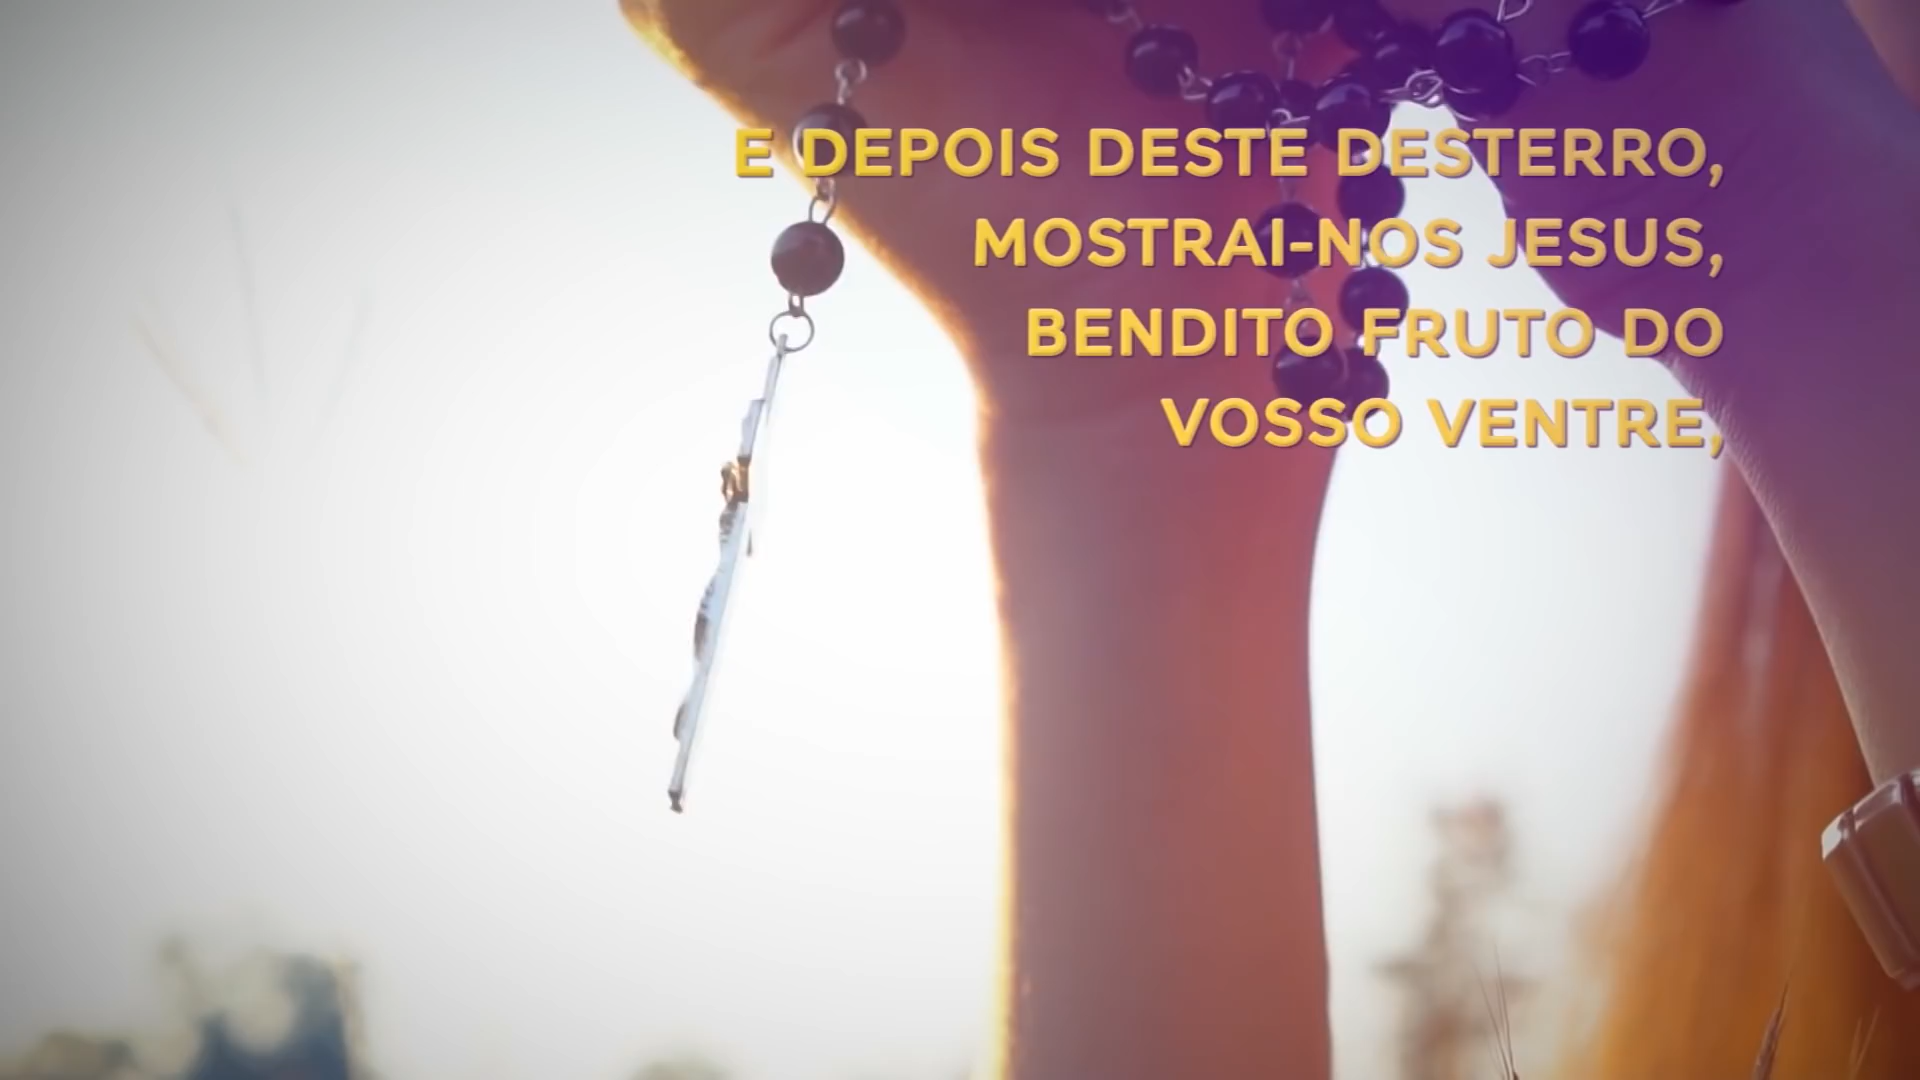 E DEPOIS DESTE DESTERRO,
MOSTRAI-NOS JESUS,
BENDITO FRUTO DO
VOSSO VENTRE,